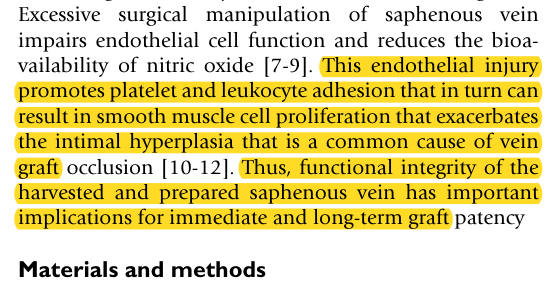 Excessive surgical manipulation of saphenous vein
impairs endothelial cell function and reduces the bioa-
vailability of nitric oxide [7-9]. This endothelial injury
promotes platelet and leukocyte adhesion that in turn can
result in smooth muscle cell proliferation that exacerbates
the intimal hyperplasia that is a common cause of vein
graft occlusion [10-12]. Thus, functional integrity of the
harvested and prepared saphenous vein has important
implications for immediate and long-term graft patency
Materials and methods